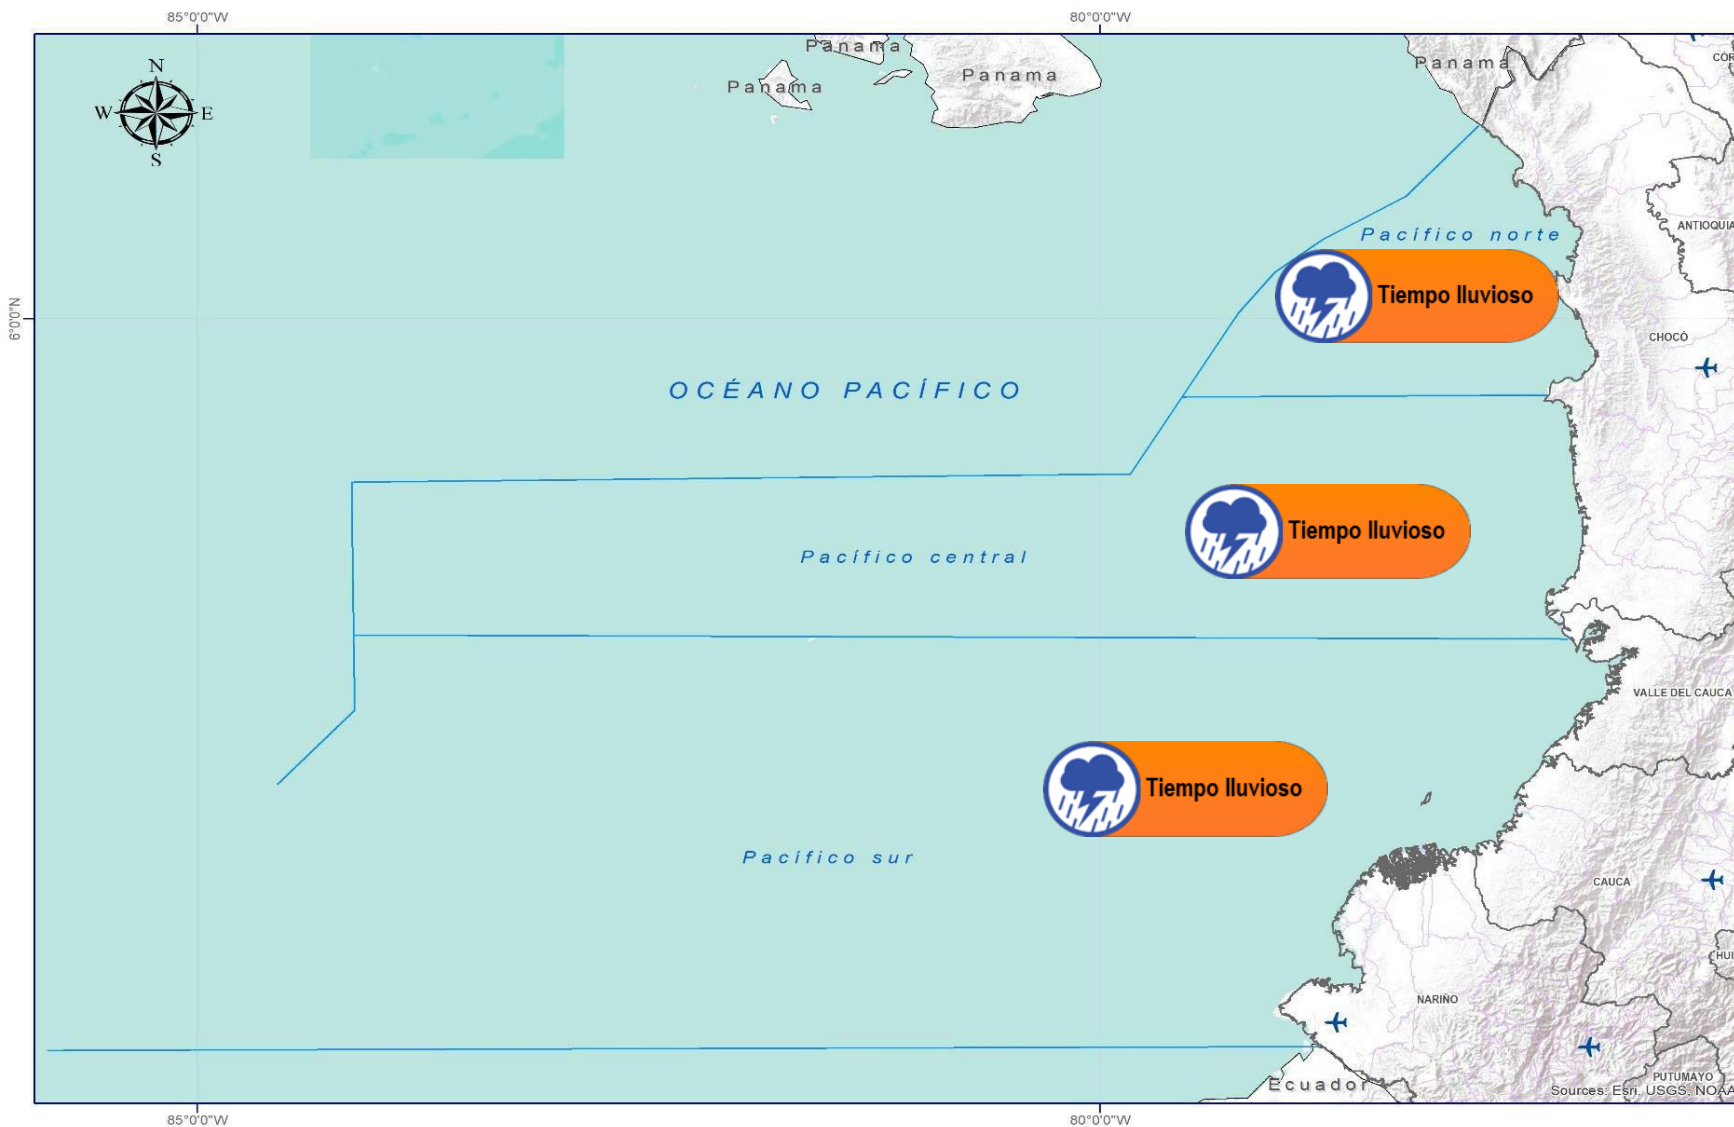 85°0'0"W
80°0'0"W
N
W
E
S
Panama
Panama
Panama
Panama
CÓR
Pacífico norte
ANTIOQUIA
6°0'0"N
Tiempo lluvioso
CHOCÓ
OCÉANO PACÍFICO
Tiempo lluvioso
Pacífico central
VALLE DEL CAUCA
Tiempo lluvioso
Pacífico sur
CAUCA
HUI
NARIÑO
PUTUMAYO
Ecuador
Sources: Esri, USGS, NOAA
85°0'0"W
80°0'0"W